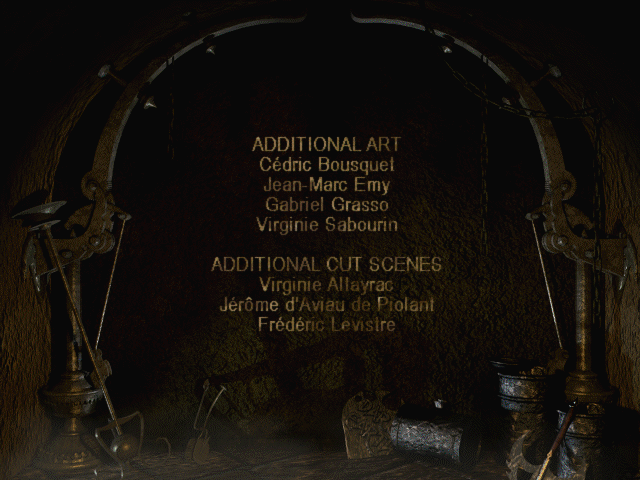 ADDITIONAL ART
Cédric Bousquet
Jean-Marc Emy
Gabriel Grasso
Virginie Sabourin
ADDITIONAL CUT SCENES
Virginie Altayrac
Jérôme d'Aviau de Piolant
Frédéric Levistre